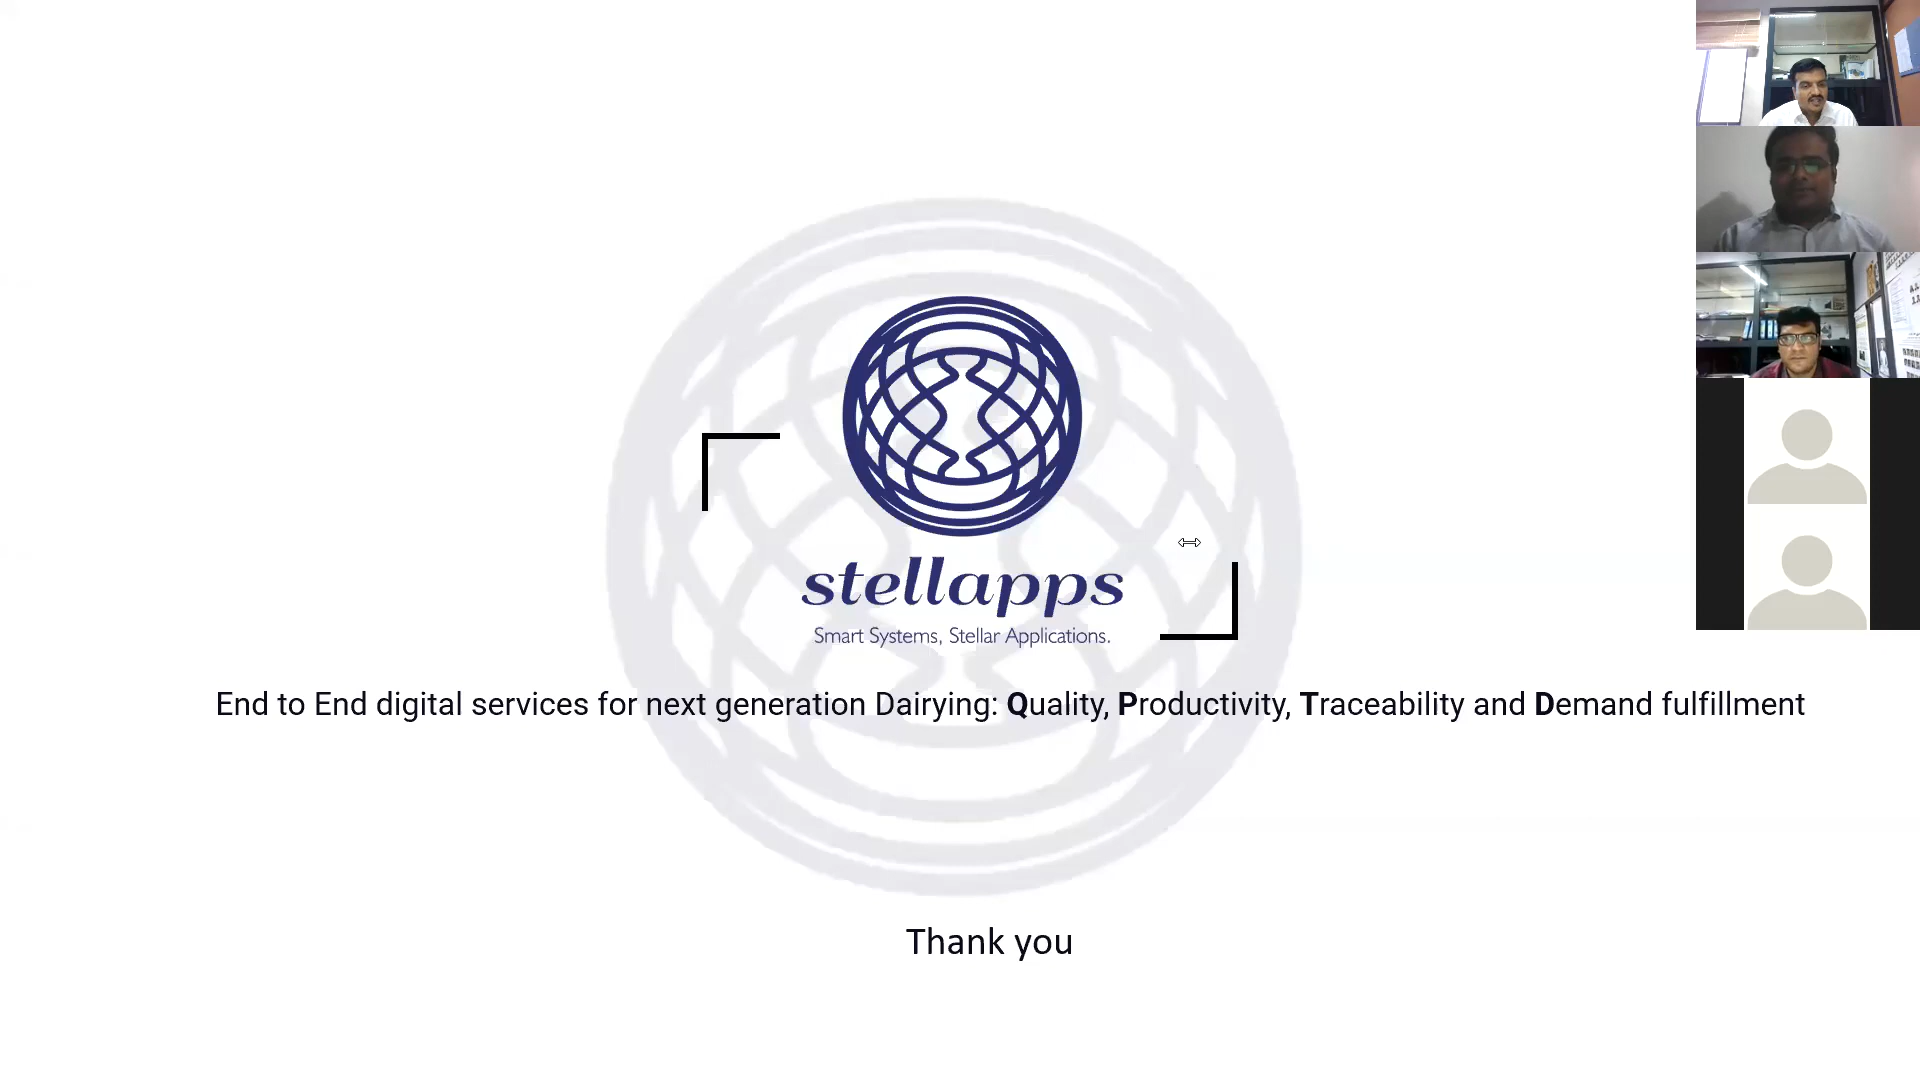 stellapps
Smart Systems, Stellar Applications.
End to End digital services for next generation Dairying: Quality, Productivity, Traceability and Demand fulfillment
Thank you